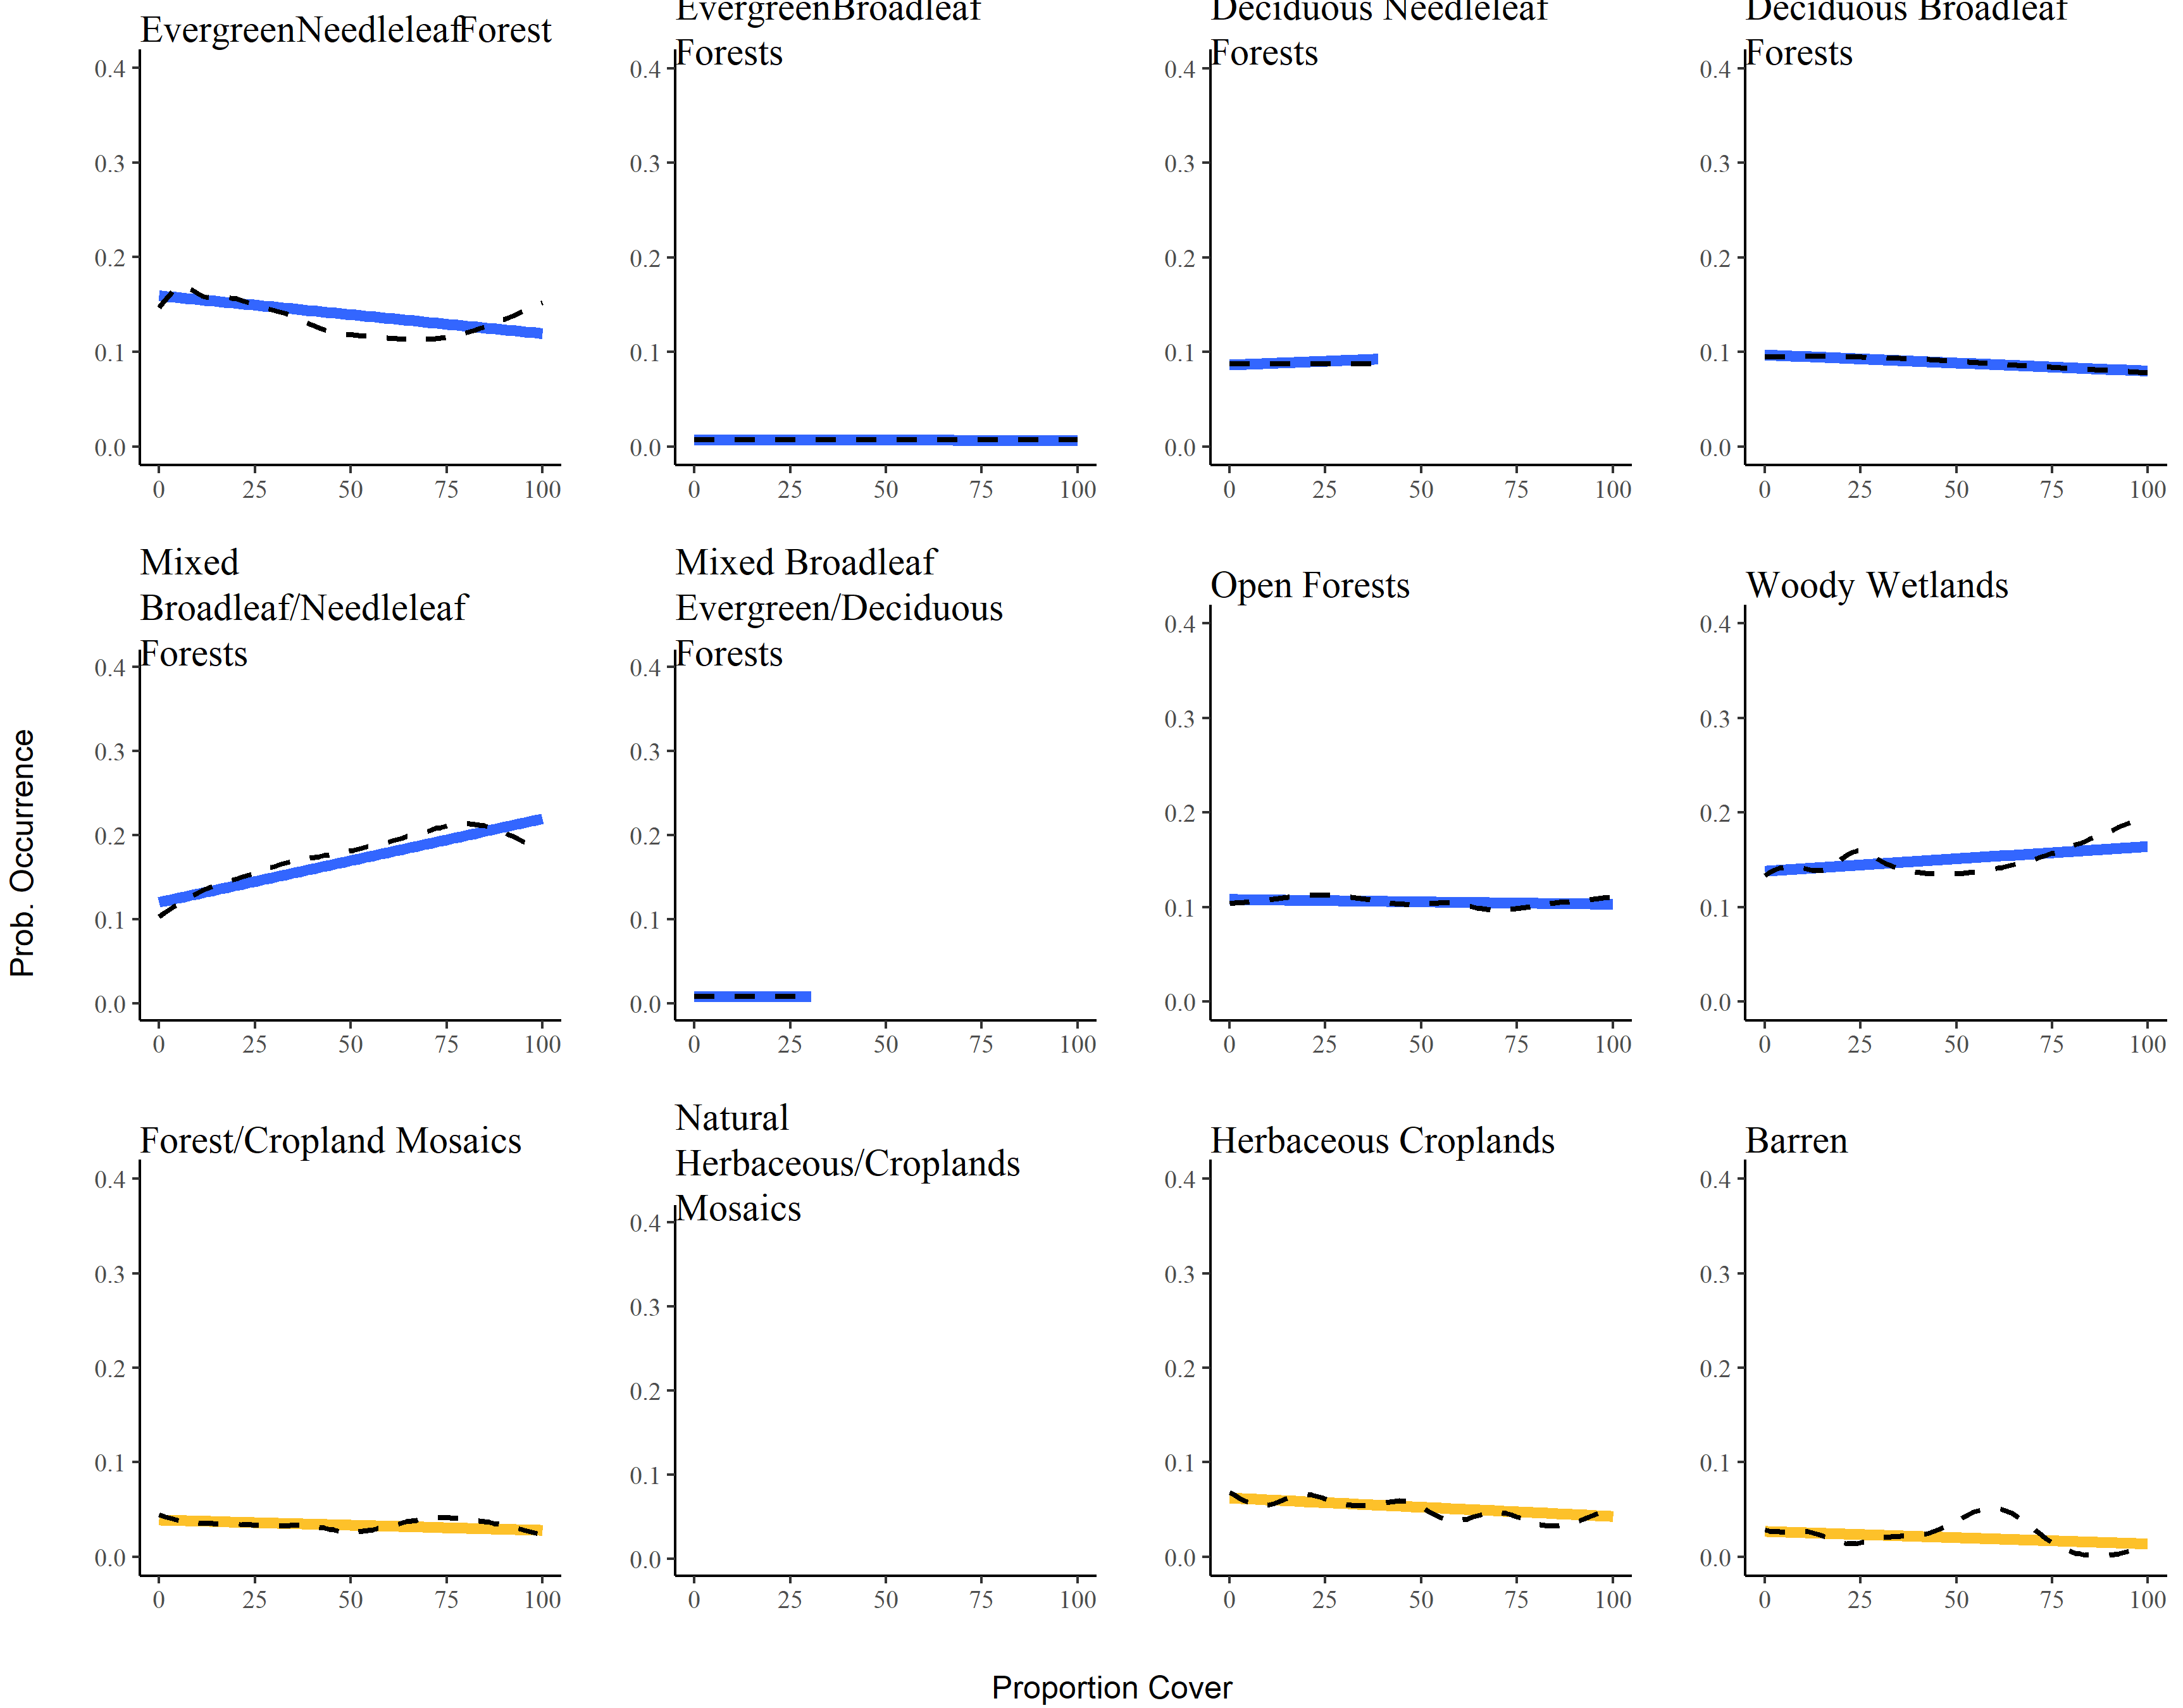 EvergreenNeedleleafForest
EvergreenBroadleaf
Forests
Deciduous Needleleaf
Forests
Deciduous Broadleaf
Forests
0.4
0.3
0.2
0.1
0.0
0 25 50 75 100
0.4
0.3
0.2
0.1
0.0
0 25 50 75 100
0.4
0.3
0.2
0.1
0.0
0 25 50 75 100
0.4
0.3
0.2
0.1
0.0
0 25 50 75 100
Prob. Occurrence
Mixed
Broadleaf/Needleleaf
Forests
0.4
0.3
0.2
0.1
0.0
0 25 50 75 100
Mixed Broadleaf
Evergreen/Deciduous
Forests
0.4
0.3
0.2
0.1
0.0
0 25 50 75 100
Open Forests
0.4
0.3
0.2
0.1
0.0
0 25 50 75 100
Woody Wetlands
0.4
0.3
0.2
0.1
0.0
0 25 50 75 100
Forest/Cropland Mosaics
0.4
0.3
0.2
0.1
0.0
0 25 50 75 100
Natural
Herbaceous/Croplands
Mosaics
0.4
0.3
0.2
0.1
0.0
0 25 50 75 100
Herbaceous Croplands
0.4
0.3
0.2
0.1
0.0
0 25 50 75 100
Barren
0.4
0.3
0.2
0.1
0.0
0 25 50 75 100
Proportion Cover